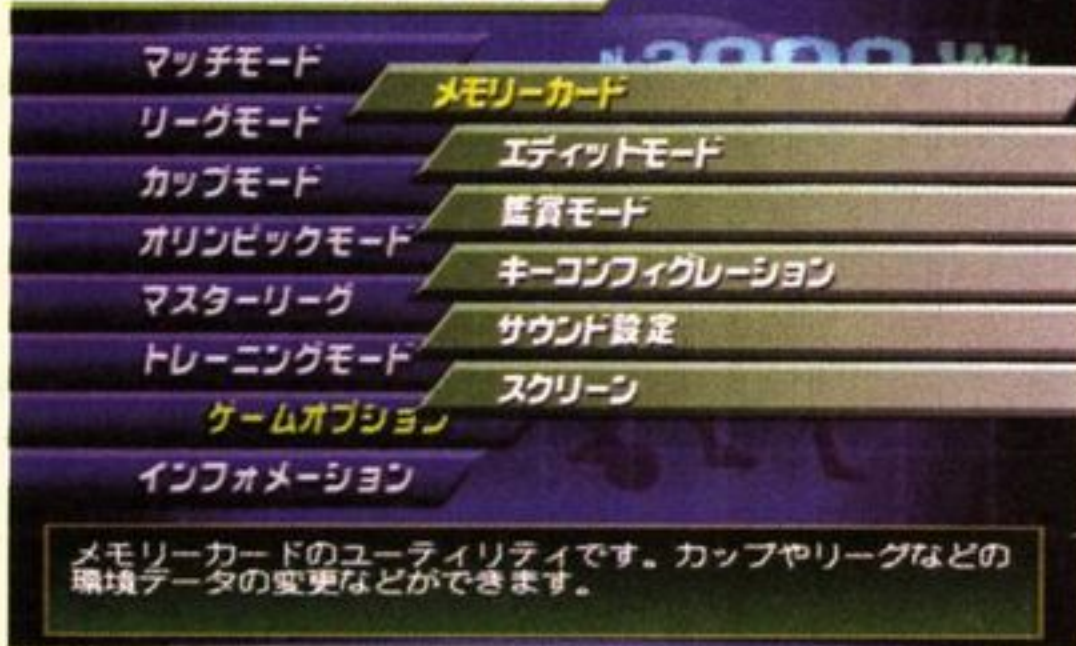 マッチモード
リーグモード
カップモード
オリンピックモード
マスターリーグ
トレーニングモード
ゲームオプション
インフォメーション
メモリーカード
エディットモード
鑑賞モード
キーコンフィグレーション
サウンド設定
スクリーン
メモリーカードのユーティリティです。カップやリーグなどの
環境データの変更などができます。